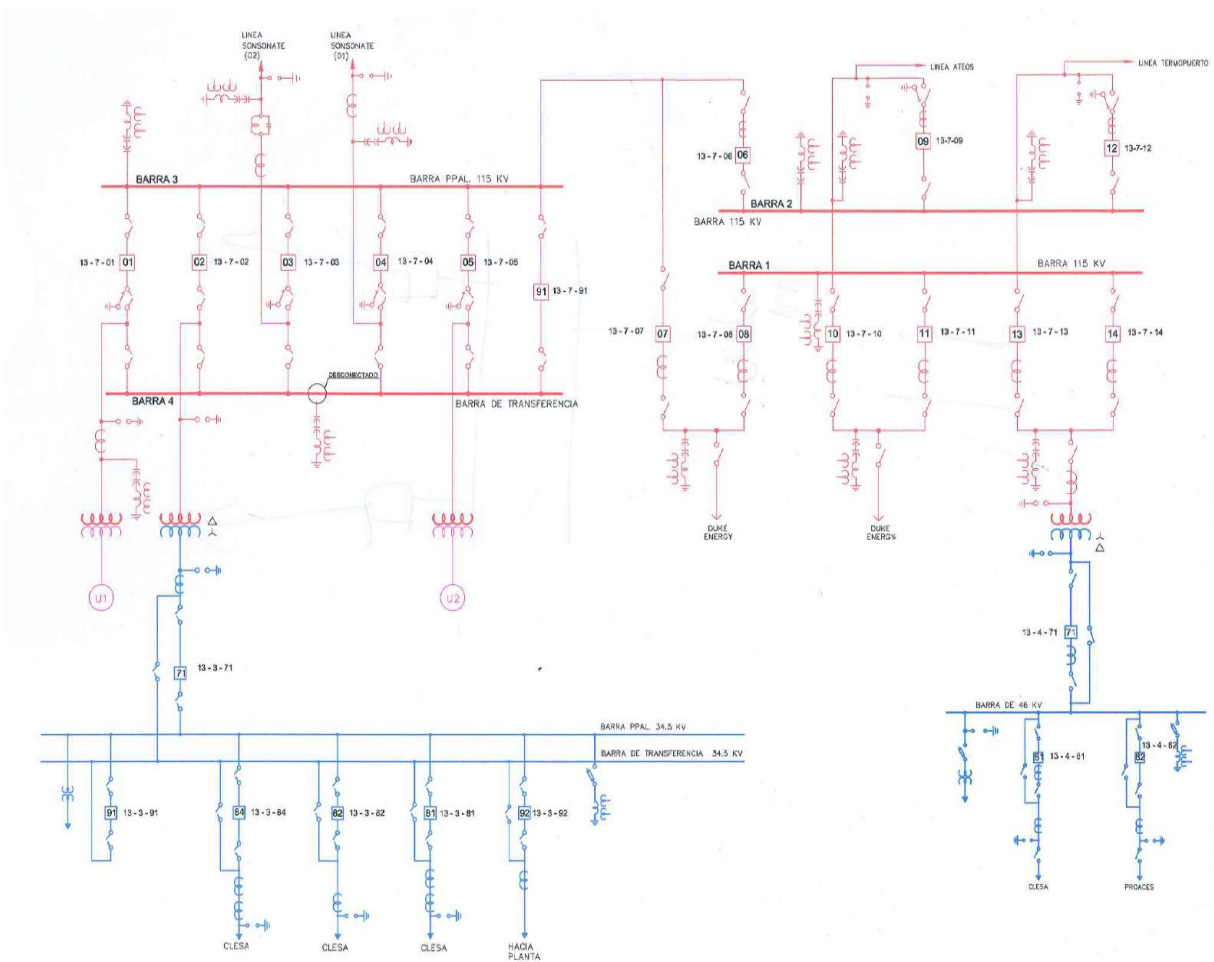 LINEA
SONSONATE
(02)
LINEA
SONSONATE
(01)
LINEA ATEOS
LINEA TERMOPUERTO
06
13-7-06
09
13-7-09
12
13-7-12
BARRA 3
BARRA PPAL. 115 KV
BARRA 2
BARRA 115 KV
13-7-01
01
02
13-7-02
03
13-7-03
04
13-7-04
05
13-7-05
91
13-7-91
BARRA 1
BARRA 115 KV
13-7-07
07
13-7-08
08
10
13-7-10
11
13-7-11
13
13-7-13
14
13-7-14
DESCONECTADO
BARRA 4
BARRA DE TRANSFERENCIA
DUKE
ENERGY
DUKE
ENERGY
U1
U2
71
13-3-71
13-4-71
71
BARRA PPAL 34.5 KV
BARRA DE TRANSFERENCIA 34.5 KV
BARRA DE 46 KV
91
13-3-91
84
13-3-84
82
13-3-82
81
13-3-81
92
13-3-92
81
13-4-81
82
13-4-82
CLESA
CLESA
CLESA
HACIA
PLANTA
CLESA
PROACES